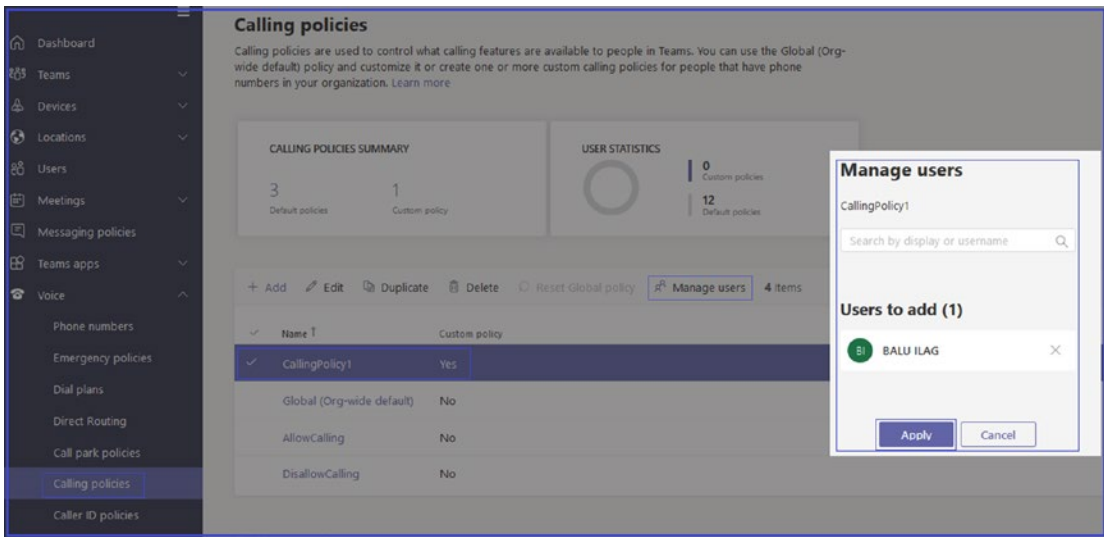 Dashboard
Teams
Devices
Locations
Users
Meetings
Messaging policies
Teams apps
Voice
Phone numbers
Emergency policies
Dial plans
Direct Routing
Call park policies
Calling policies
Caller ID policies
Calling policies
Calling policies are used to control what calling features are available to people in Teams. You can use the Global (Org-
wide default) policy and customize it or create one or more custom calling policies for people that have phone
numbers in your organization. Learn more
CALLING POLICIES SUMMARY
3 1
Default policies Custom policy
USER STATISTICS
0
Custom policies
12
Default policies
+ Add Edit Duplicate Delete Reset Global policy Manage users 4 items
Name ↑ Custom policy
CallingPolicy1 Yes
Global (Org-wide default) No
AllowCalling No
DisallowCalling No
Manage users
CallingPolicy1
Search by display or username
Users to add (1)
BI BALU ILAG
Apply Cancel